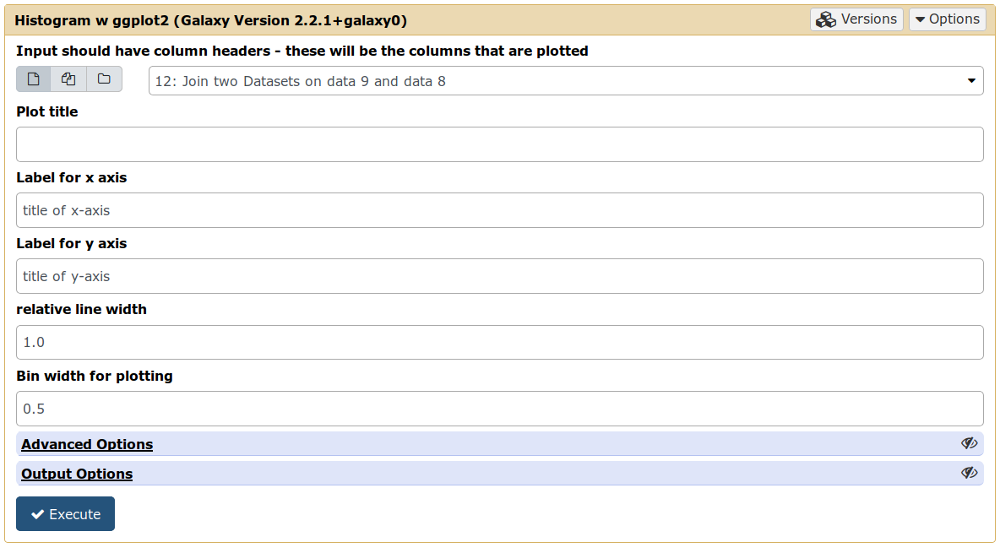 Histogram w ggplot2 (Galaxy Version 2.2.1+galaxy0) Versions Options
Input should have column headers - these will be the columns that are plotted
12: Join two Datasets on data 9 and data 8
Plot title
Label for x axis
title of x-axis
Label for y axis
title of y-axis
relative line width
1.0
Bin width for plotting
0.5
Advanced Options
Output Options
Execute